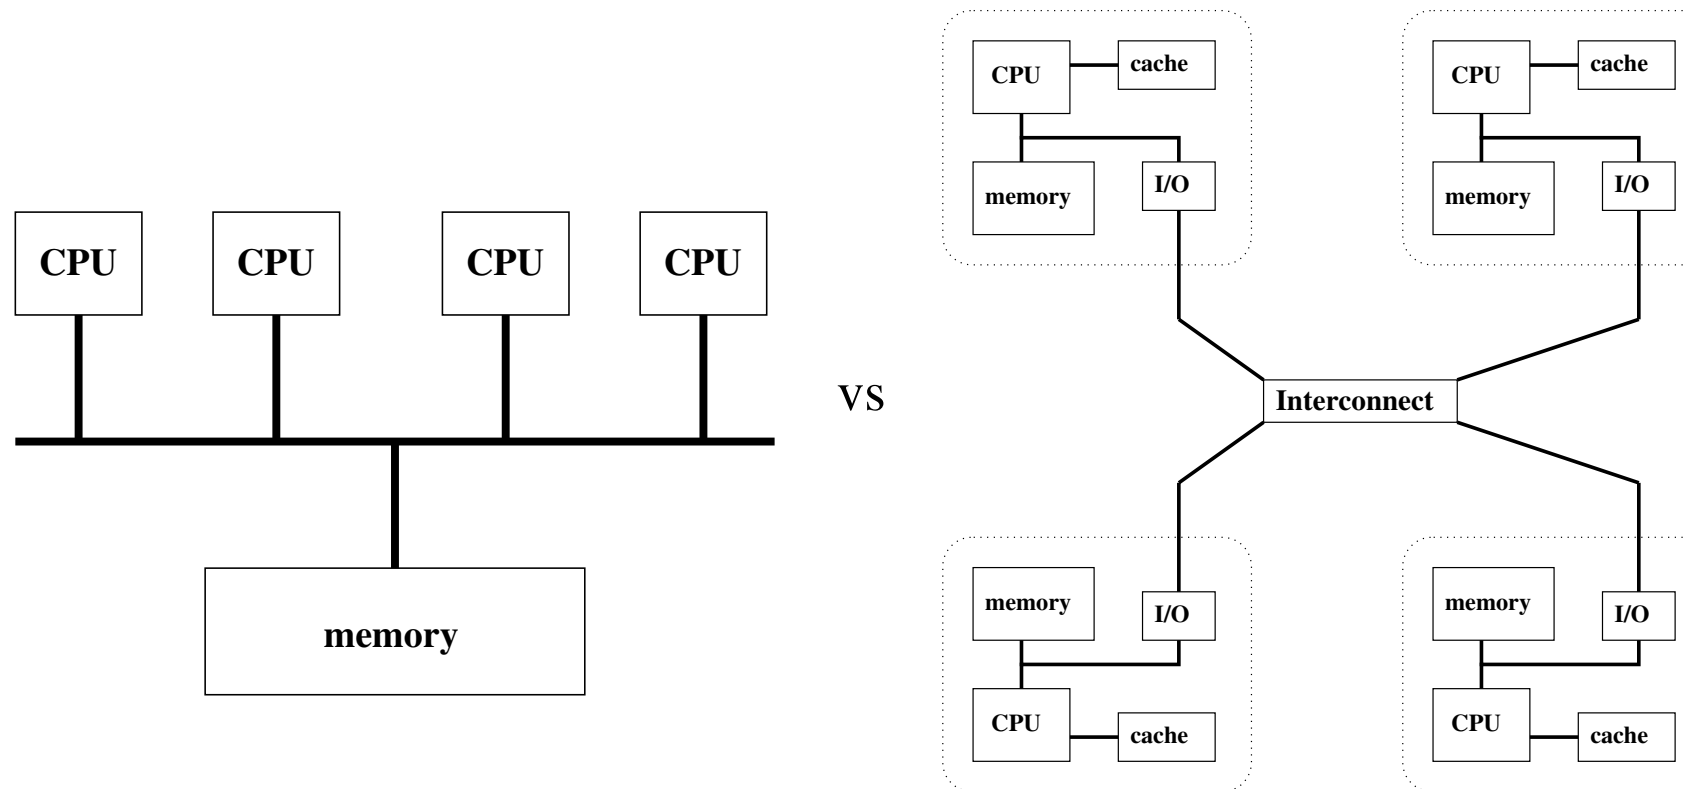 CPU
CPU
CPU
CPU
memory
vs
CPU
cache
memory
I/O
CPU
cache
memory
I/O
Interconnect
memory
I/O
CPU
cache
memory
I/O
CPU
cache